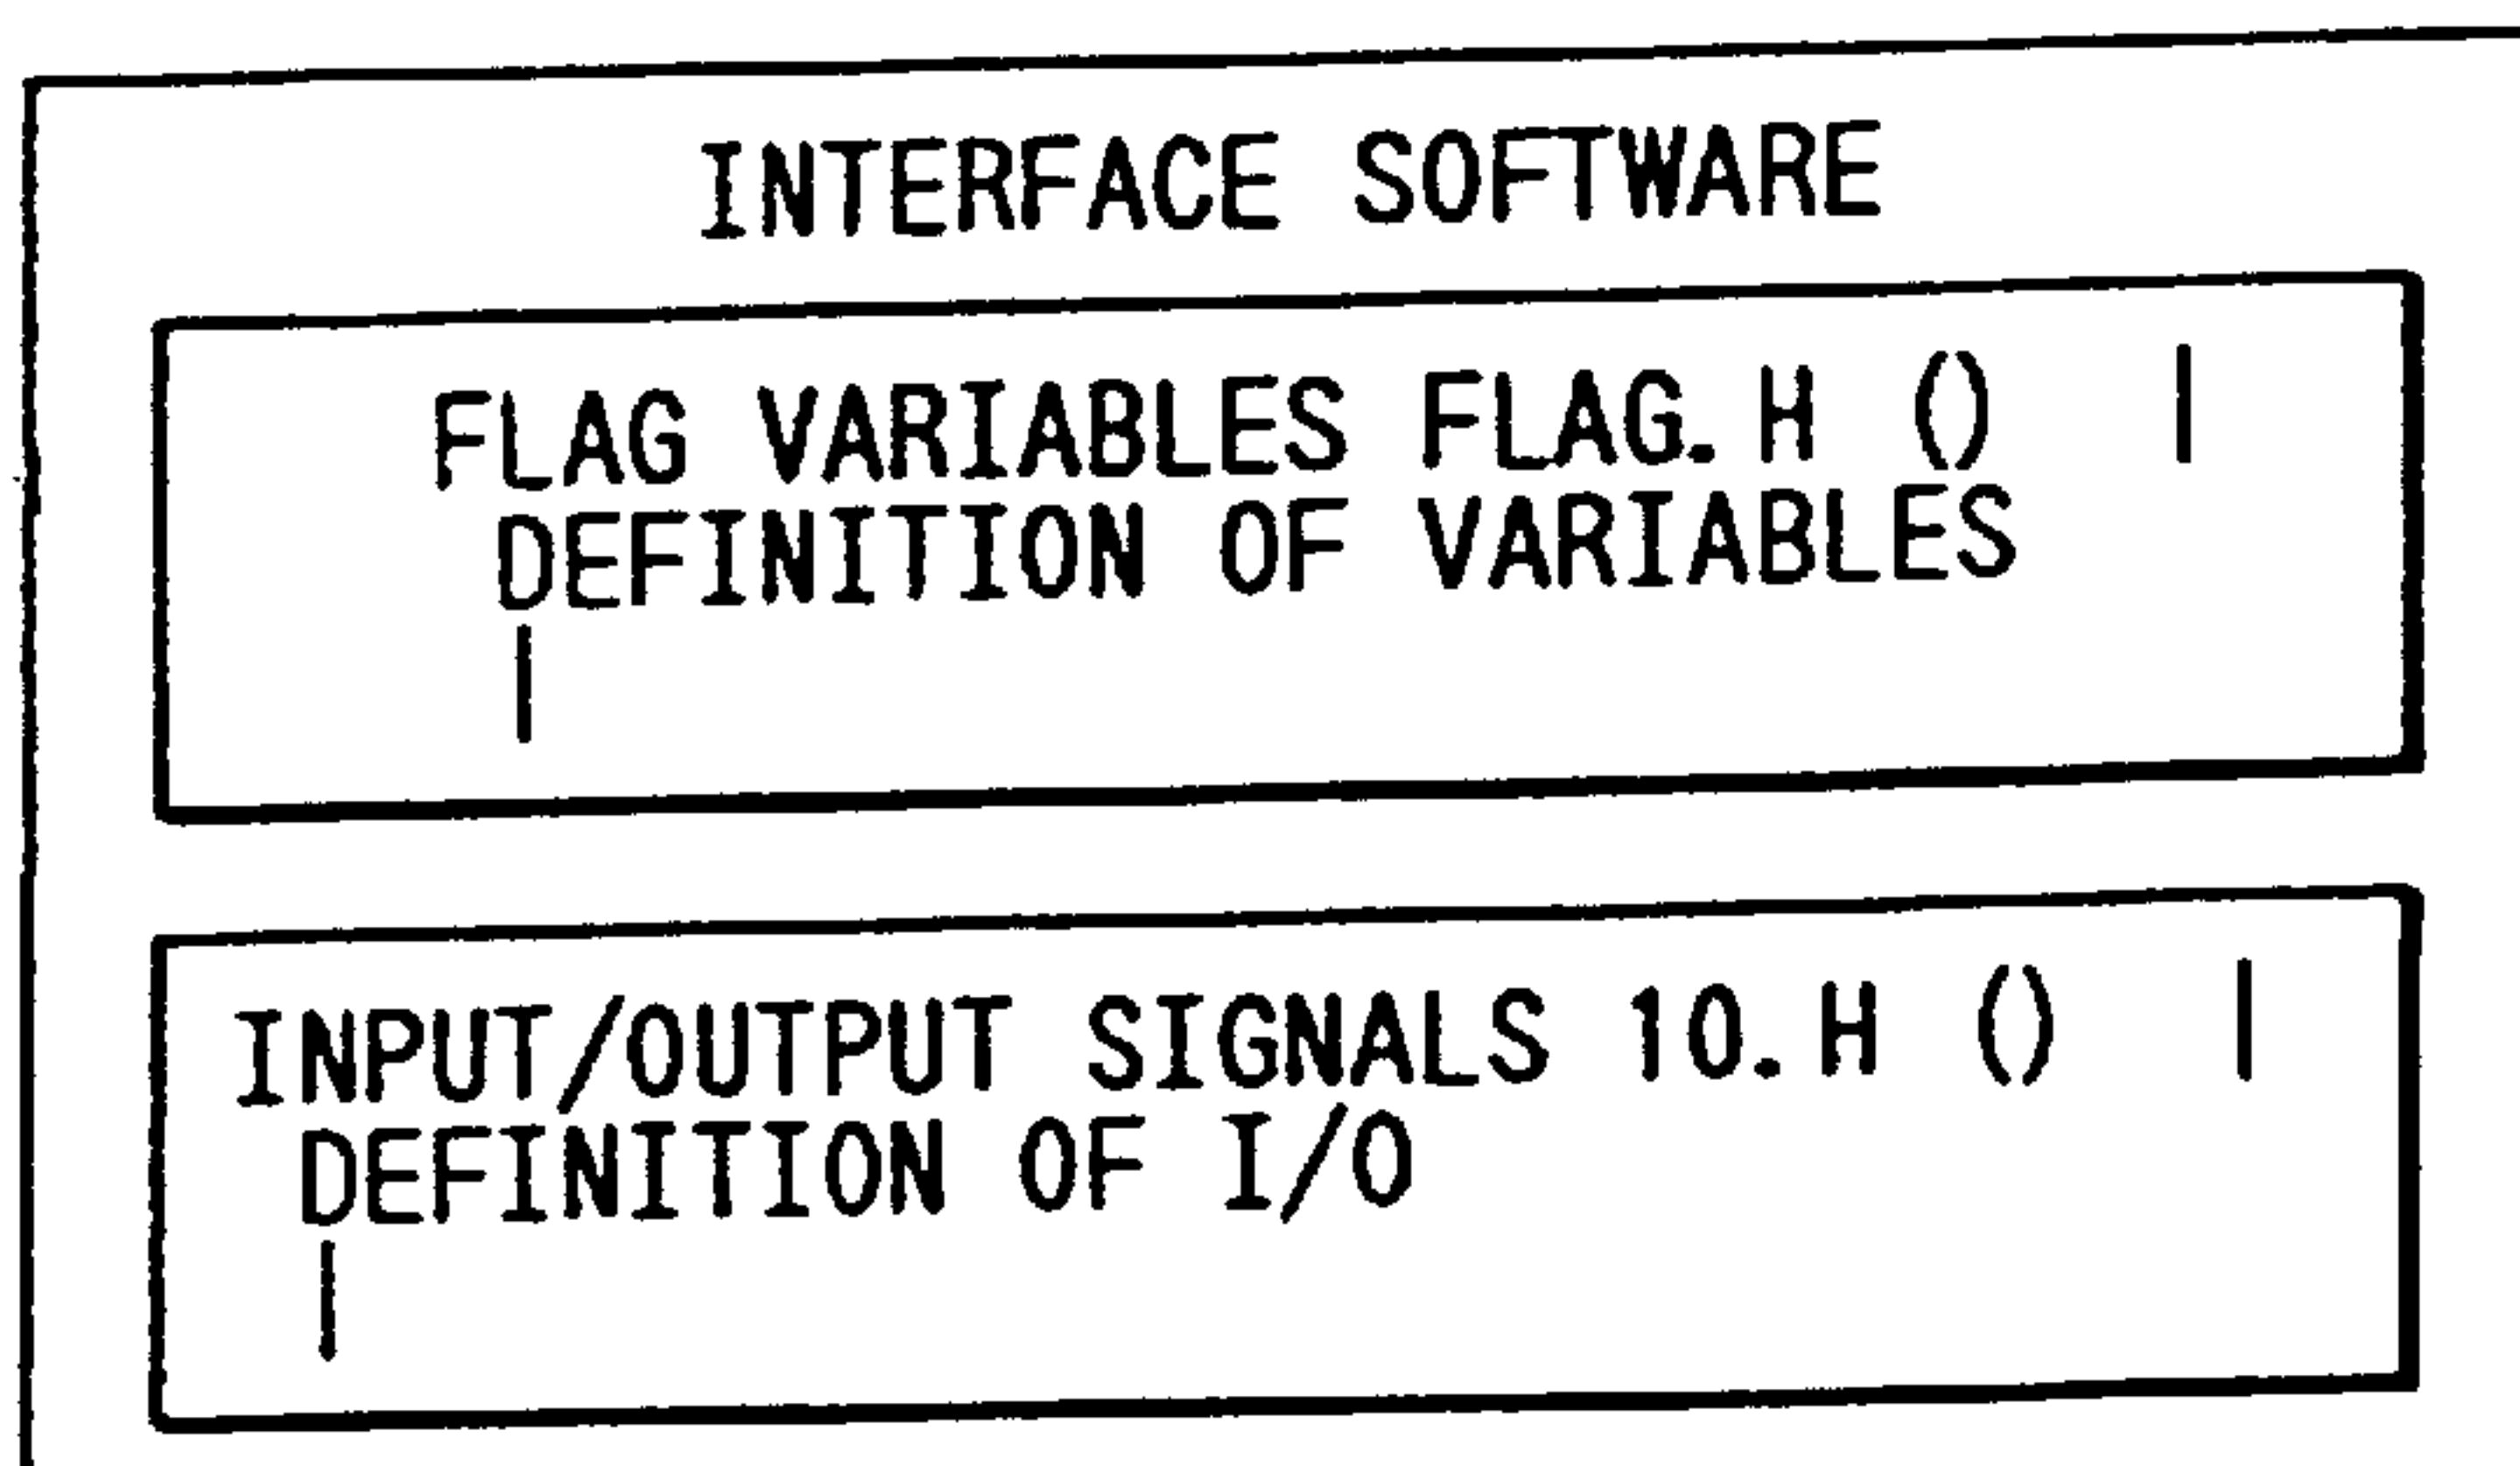 INTERFACE SOFTWARE
FLAG VARIABLES FLAG. H () |
DEFINITION OF VARIABLES
|
INPUT/OUTPUT SIGNALS 10. H () |
DEFINITION OF I/O
|